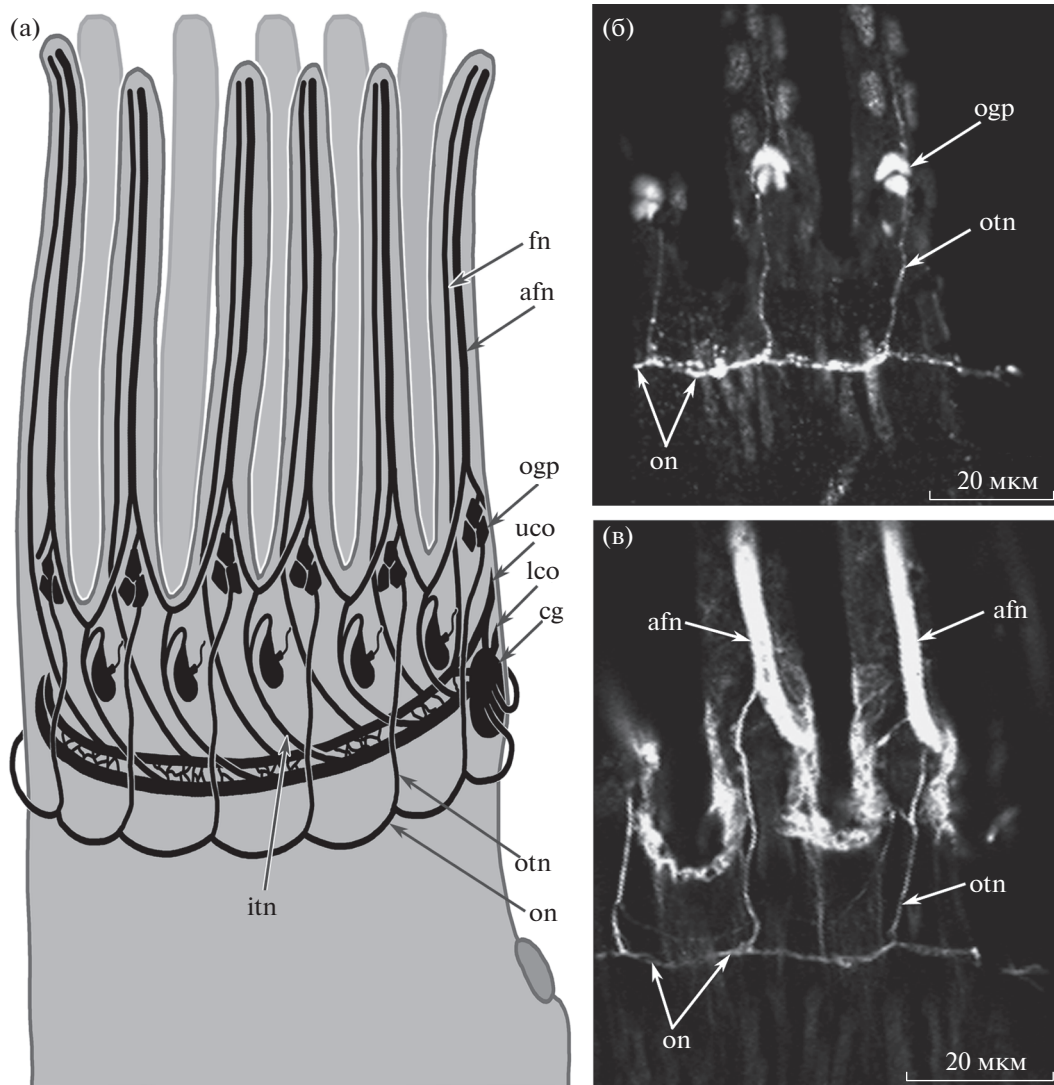 (а)
fn
afn
ogp
uco
lco
cg
otn
itn
on
(б)
ogp
otn
on
20 мкм
(в)
afn
afn
otn
on
20 мкм